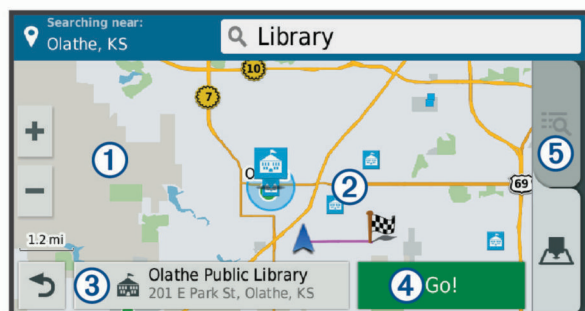 Searching near:
Olathe, KS
Library
10
7
+
1
5
O
2
69
−
1.2 mi
3
Olathe Public Library
201 E Park St, Olathe, KS
4
Go!